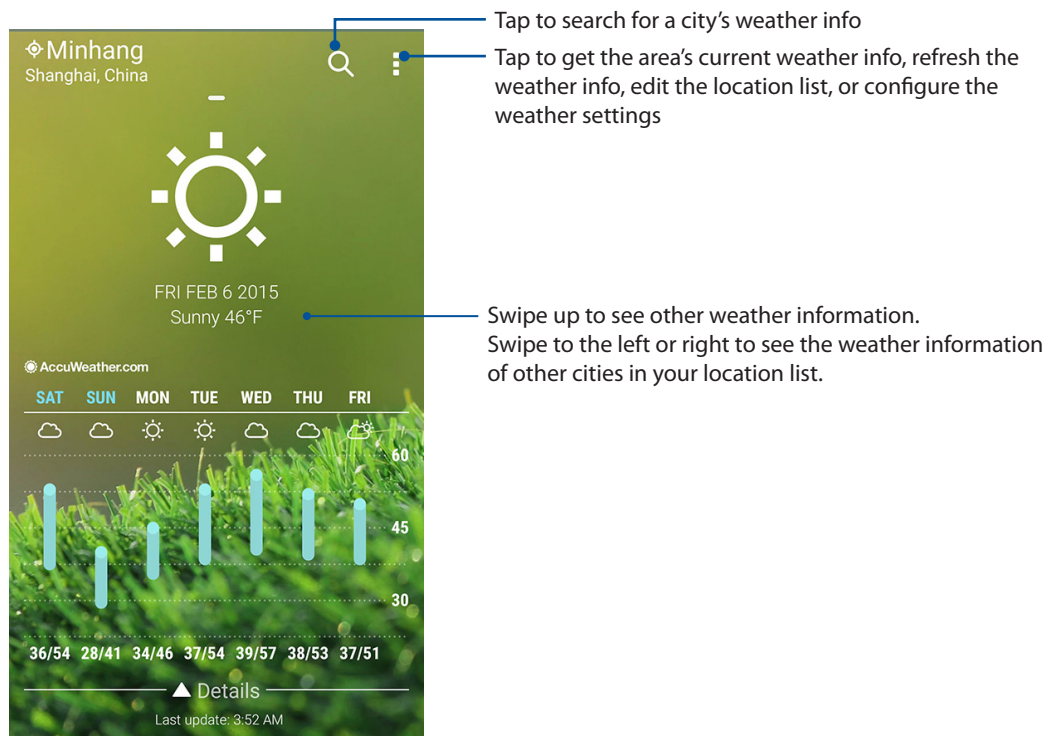 Tap to search for a city's weather info
Tap to get the area's current weather info, refresh the
weather info, edit the location list, or configure the
weather settings
Minhang
Shanghai, China
FRI FEB 6 2015
Sunny 46°F
Swipe up to see other weather information.
Swipe to the left or right to see the weather information
of other cities in your location list.
AccuWeather.com
SAT SUN MON TUE WED THU FRI
60
45
30
36/54 28/41 34/46 37/54 39/57 38/53 37/51
Details
Last update: 3:52 AM